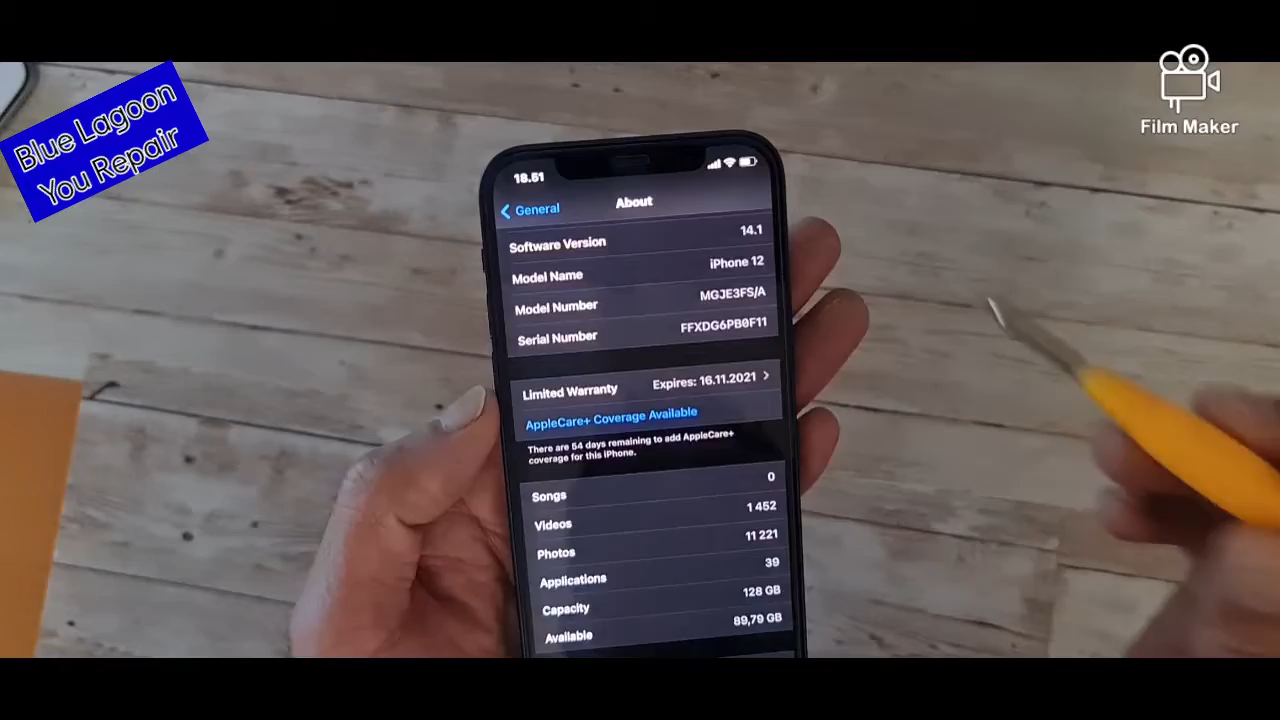 Blue Lagoon
You Repair
Film Maker
18.51
General
About
Software Version 14.1
Model Name iPhone 12
Model Number MGJE3FS/A
Serial Number FFXDG6PB0F11
Limited Warranty Expires: 16.11.2021
AppleCare+ Coverage Available
There are 54 days remaining to add AppleCare+
coverage for this iPhone.
Songs 0
Videos 1 452
Photos 11 221
Applications 39
Capacity 128 GB
Available 89,79 GB